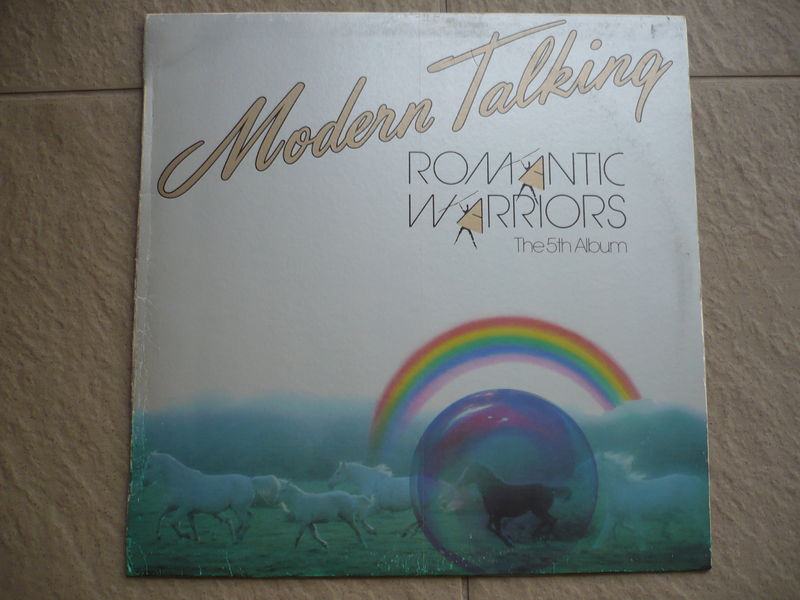 Modern Talking
ROMANTIC
WARRIORS
The 5th Album